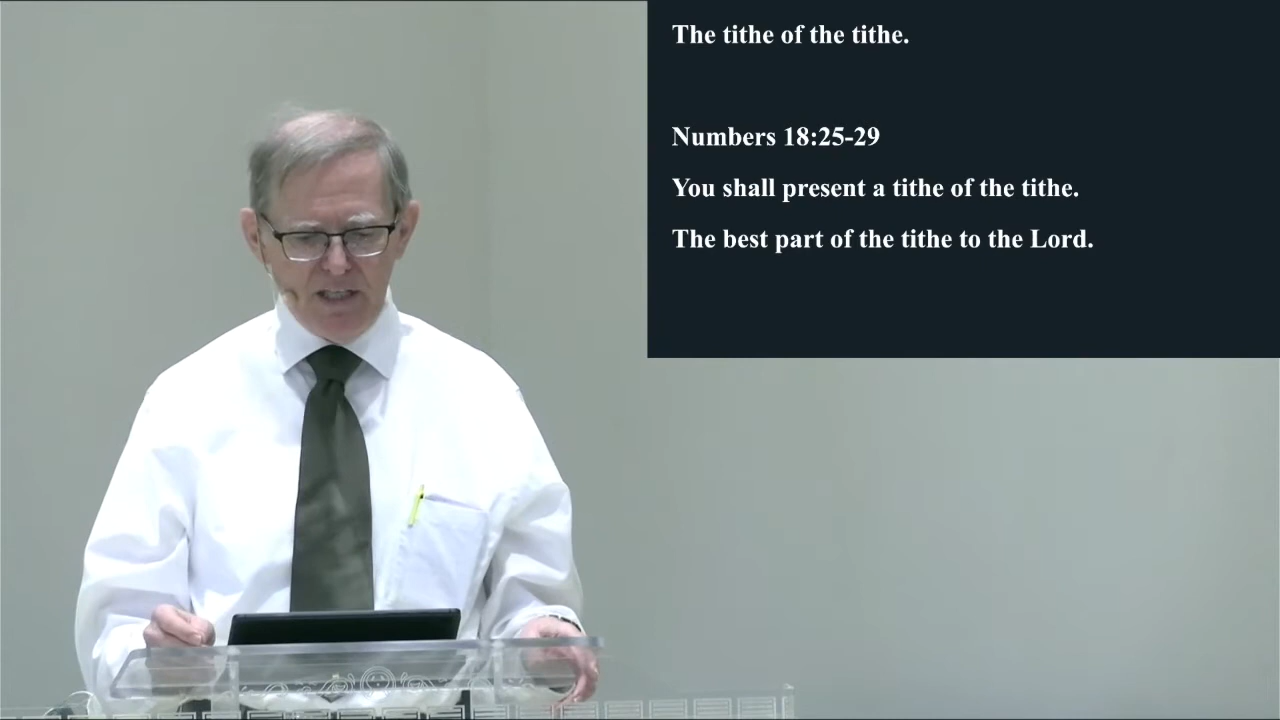 The tithe of the tithe.
Numbers 18:25-29
You shall present a tithe of the tithe.
The best part of the tithe to the Lord.